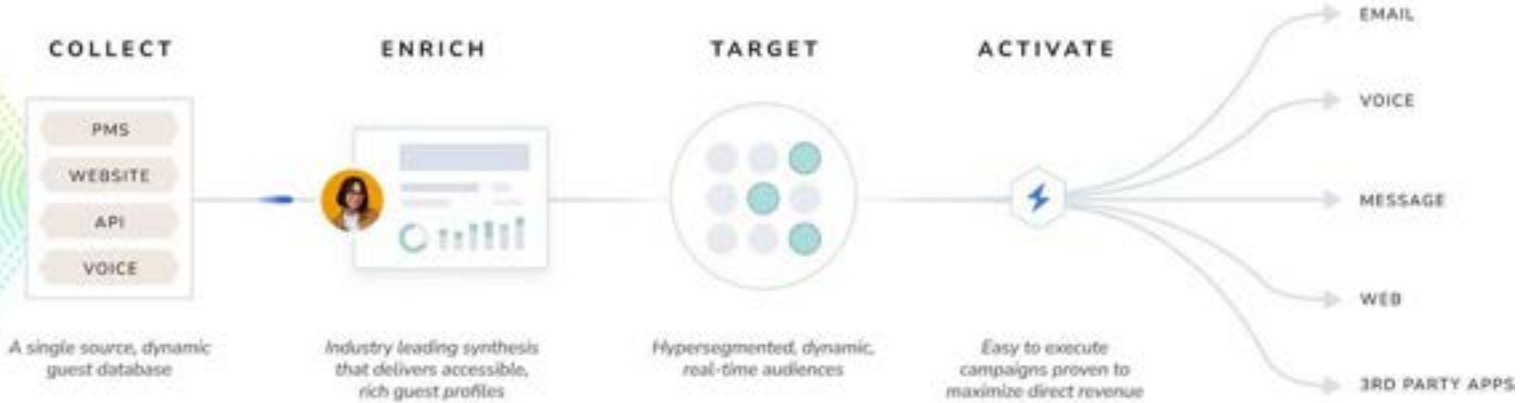 COLLECT
ENRICH
TARGET
ACTIVATE
PMS
WEBSITE
API
VOICE
A single source, dynamic
guest database
Industry leading synthesis
that delivers accessible,
rich guest profiles
Hypersegmented, dynamic,
real-time audiences
Easy to execute
campaigns proven to
maximize direct revenue
EMAIL
VOICE
MESSAGE
WEB
3RD PARTY APPS